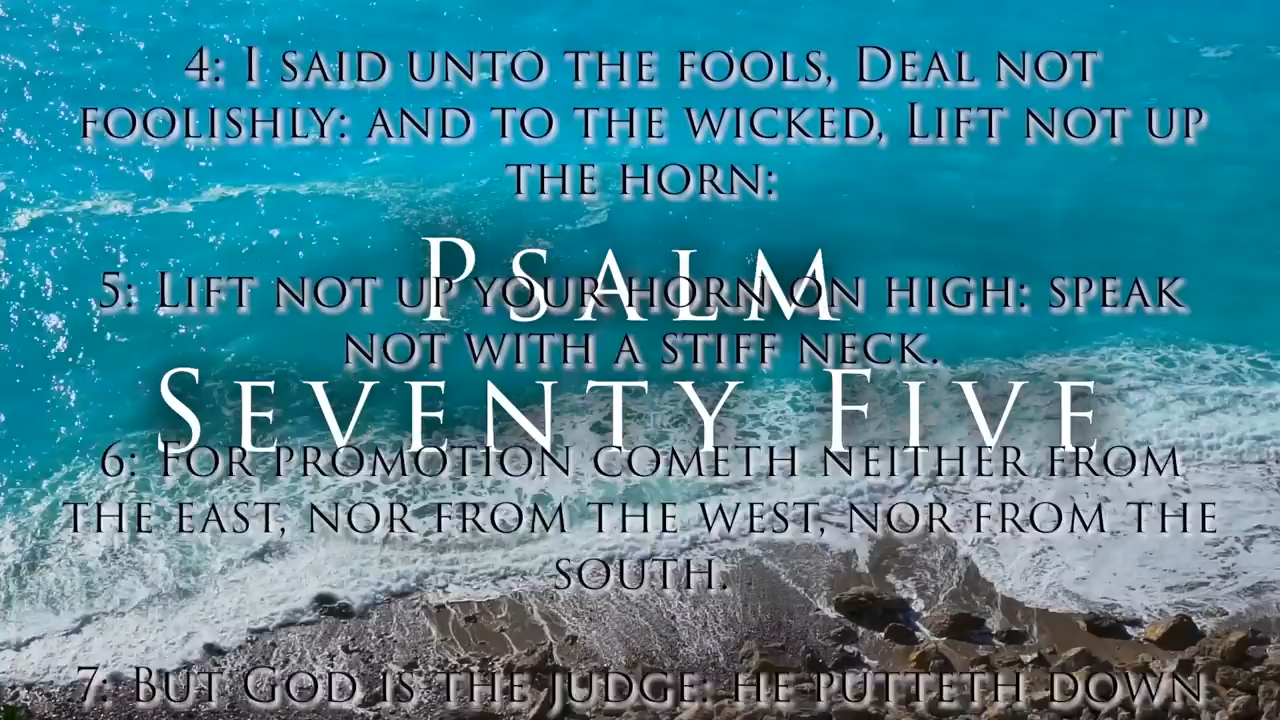 4: I said unto the fools, Deal not
foolishly: and to the wicked, Lift not up
the horn:
Psalm
5: Lift not up your horn on high: speak
not with a stiff neck.
Seventy Five
6: For promotion cometh neither from
the east, nor from the west, nor from the
south.
7: But God is the judge: he putteth down